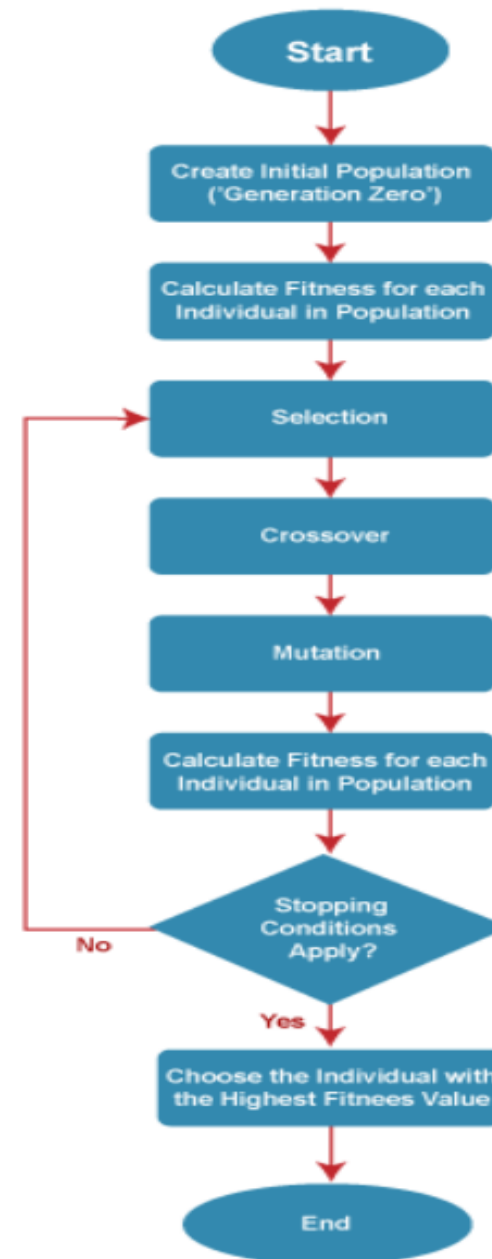 Start
Create Initial Population
("Generation Zero")
Calculate Fitness for each
Individual in Population
Selection
Crossover
Mutation
Calculate Fitness for each
Individual in Population
Stopping
Conditions
Apply?
No
Yes
Choose the Individual with
the Highest Fitnees Value
End